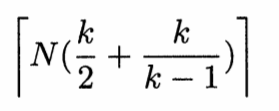 ⌈N(k/2 + k/(k − 1))⌉